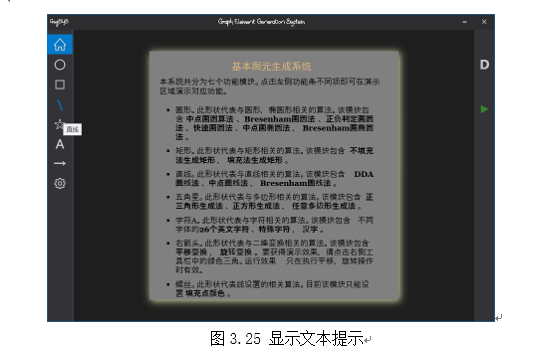 Graph Element Generation System
基本图元生成系统
本系统共分为七个功能模块。点击左侧功能条不同项即可在演示
区域演示对应功能。
圆形。此形状代表与圆形，椭圆形相关的算法。该模块包
含 中点画圆算法 、Bresenham画圆法 、正负判定画圆
法 、快速画圆法 、中点画椭圆法 ， Bresenham画椭圆
法 。
矩形。此形状代表与矩形相关的算法。该模块包含 不填充
法生成矩形 、 填充法生成矩形 。
直线。此形状代表与直线相关的算法。该模块包含 DDA
画线法 、中点画线法 ， Bresenham画线法 。
五角星。此形状代表与多边形相关的算法。该模块包含 正
三角形生成法 、正方形生成法 ， 任意多边形生成法 。
字符A。此形状代表与字符相关的算法。该模块包含 不同
字体的26个英文字符 、特殊字符 ， 汉字 。
右箭头。此形状代表与二维变换相关的算法。该模块包含
平移变换 ， 旋转变换 。要获得演示效果，请点击右侧工
具栏中的绿色三角。运行效果 只在执行平移，旋转操作
时有效。
螺丝。此形状代表线设置的相关算法。目前该模块只能设
置 填充点颜色 。
直线
A
D
图 3.25 显示文本提示